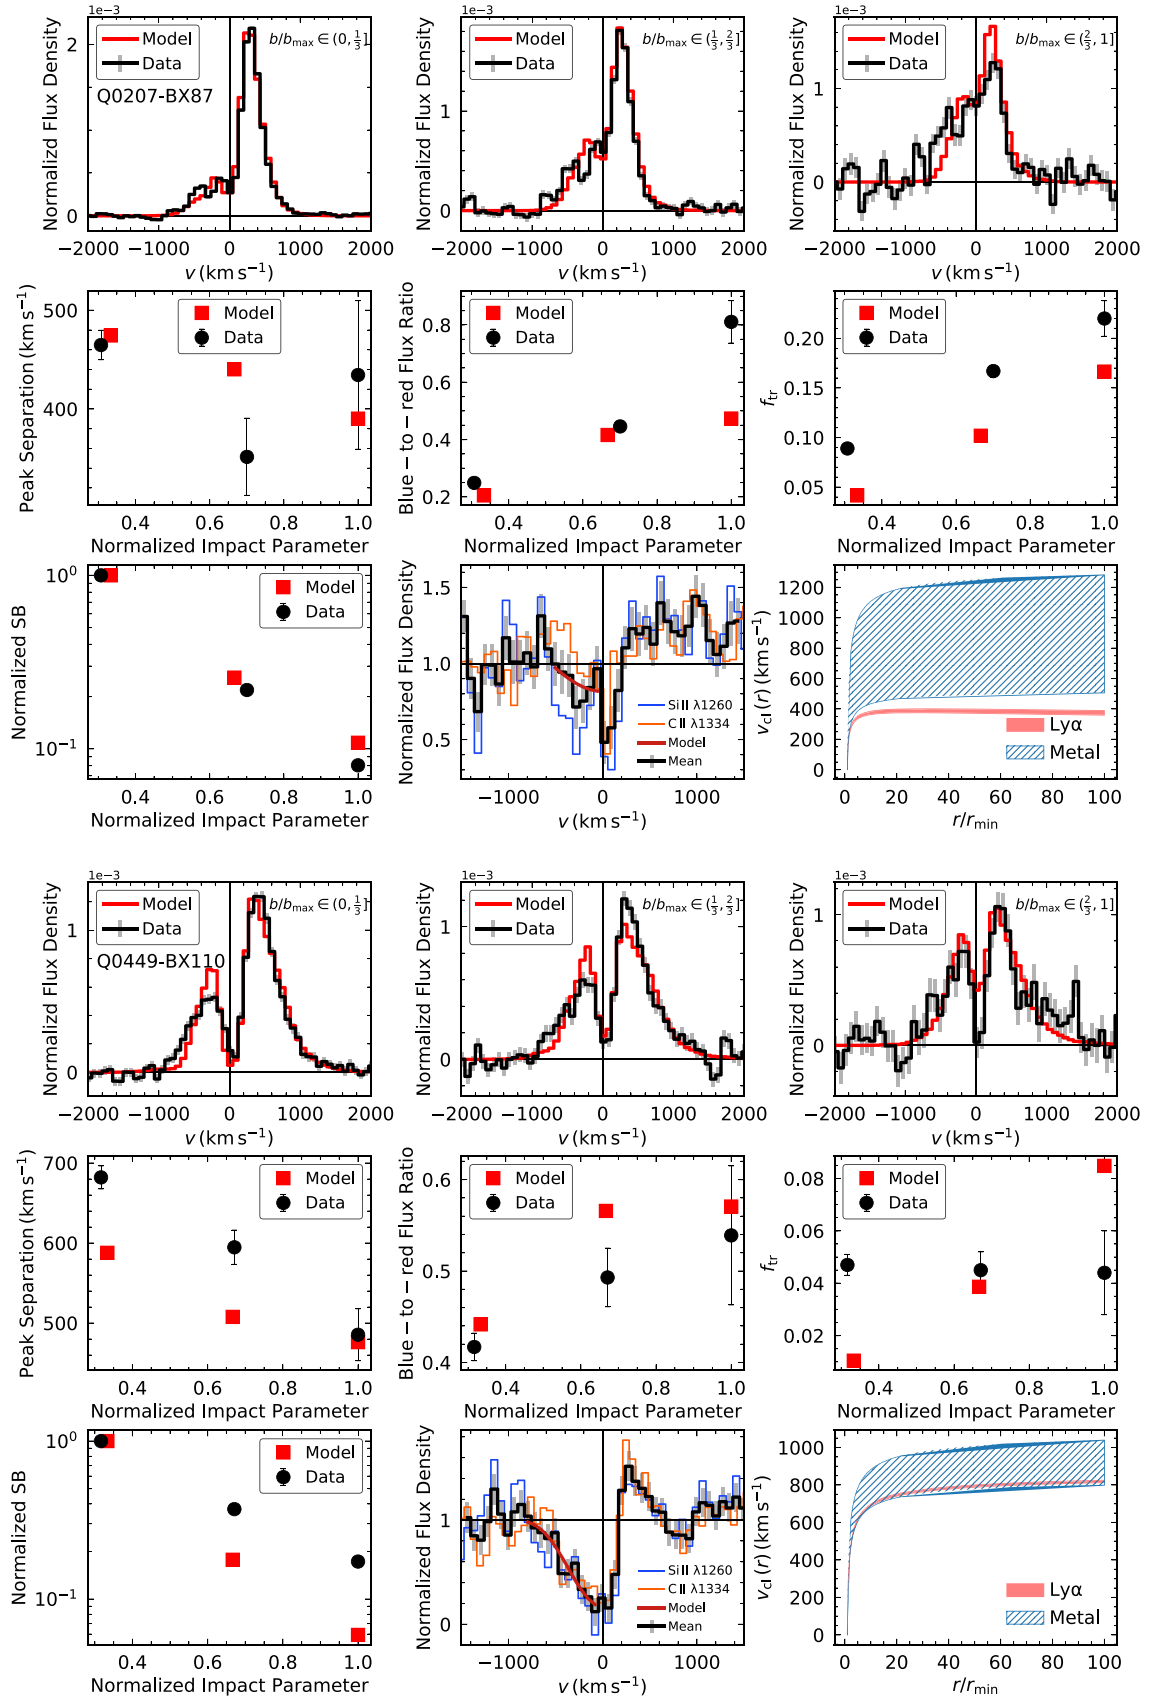 1e−3
Normalizd Flux Density
2
0
Model
Data
b/b_max ∈ (0, 1/3]
Q0207-BX87
−2000 −1000 0 1000 2000
v (km s⁻¹)
1e−3
Normalizd Flux Density
1
0
Model
Data
b/b_max ∈ (1/3, 2/3]
−1000 0 1000 2000
v (km s⁻¹)
1e−3
Normalizd Flux Density
1
0
Model
Data
b/b_max ∈ (2/3, 1]
−2000 −1000 0 1000 2000
v (km s⁻¹)
Peak Separation (km s⁻¹)
500
400
Model
Data
0.4 0.6 0.8 1.0
Normalized Impact Parameter
Blue − to − red Flux Ratio
0.8
0.6
0.4
0.2
Model
Data
0.4 0.6 0.8 1.0
Normalized Impact Parameter
f_tr
0.20
0.15
0.10
0.05
Model
Data
0.4 0.6 0.8 1.0
Normalized Impact Parameter
Normalized SB
10⁰
10⁻¹
Model
Data
0.4 0.6 0.8 1.0
Normalized Impact Parameter
Normalized Flux Density
1.5
1.0
0.5
Si II λ1260
C II λ1334
Model
Mean
−1000 0 1000
v (km s⁻¹)
v_cl (r) (km s⁻¹)
1200
1000
800
600
400
200
0
Lyα
Metal
0 20 40 60 80 100
r/r_min
1e−3
Normalizd Flux Density
1
0
Model
Data
b/b_max ∈ (0, 1/3]
Q0449-BX110
−2000 −1000 0 1000 2000
v (km s⁻¹)
1e−3
Normalizd Flux Density
1
0
Model
Data
b/b_max ∈ (1/3, 2/3]
−1000 0 1000 2000
v (km s⁻¹)
1e−3
Normalizd Flux Density
1
0
Model
Data
b/b_max ∈ (2/3, 1]
−2000 −1000 0 1000 2000
v (km s⁻¹)
Peak Separation (km s⁻¹)
700
600
500
Model
Data
0.4 0.6 0.8 1.0
Normalized Impact Parameter
Blue − to − red Flux Ratio
0.6
0.5
0.4
Model
Data
0.4 0.6 0.8 1.0
Normalized Impact Parameter
f_tr
0.08
0.06
0.04
0.02
Model
Data
0.4 0.6 0.8 1.0
Normalized Impact Parameter
Normalized SB
10⁰
10⁻¹
Model
Data
0.4 0.6 0.8 1.0
Normalized Impact Parameter
Normalized Flux Density
1
0
Si II λ1260
C II λ1334
Model
Mean
−1000 0 1000
v (km s⁻¹)
v_cl (r) (km s⁻¹)
1000
800
600
400
200
0
Lyα
Metal
0 20 40 60 80 100
r/r_min